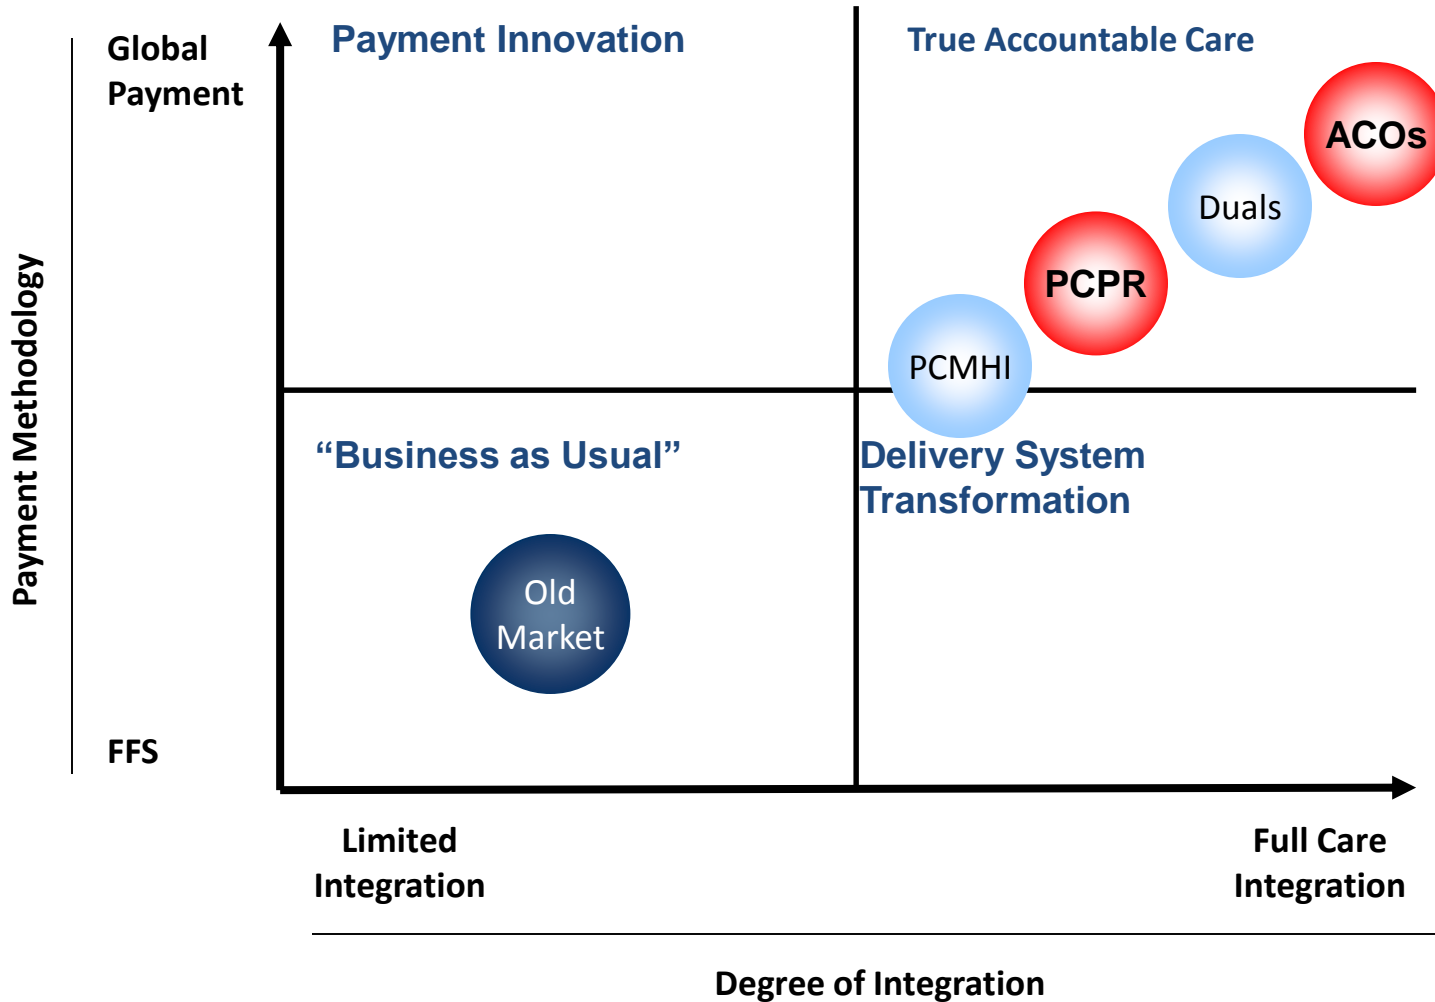 Payment Innovation
True Accountable Care
Global
Payment
ACOs
Duals
PCPR
PCMHI
Payment Methodology
“Business as Usual”
Delivery System
Transformation
Old
Market
FFS
Limited
Integration
Full Care
Integration
Degree of Integration